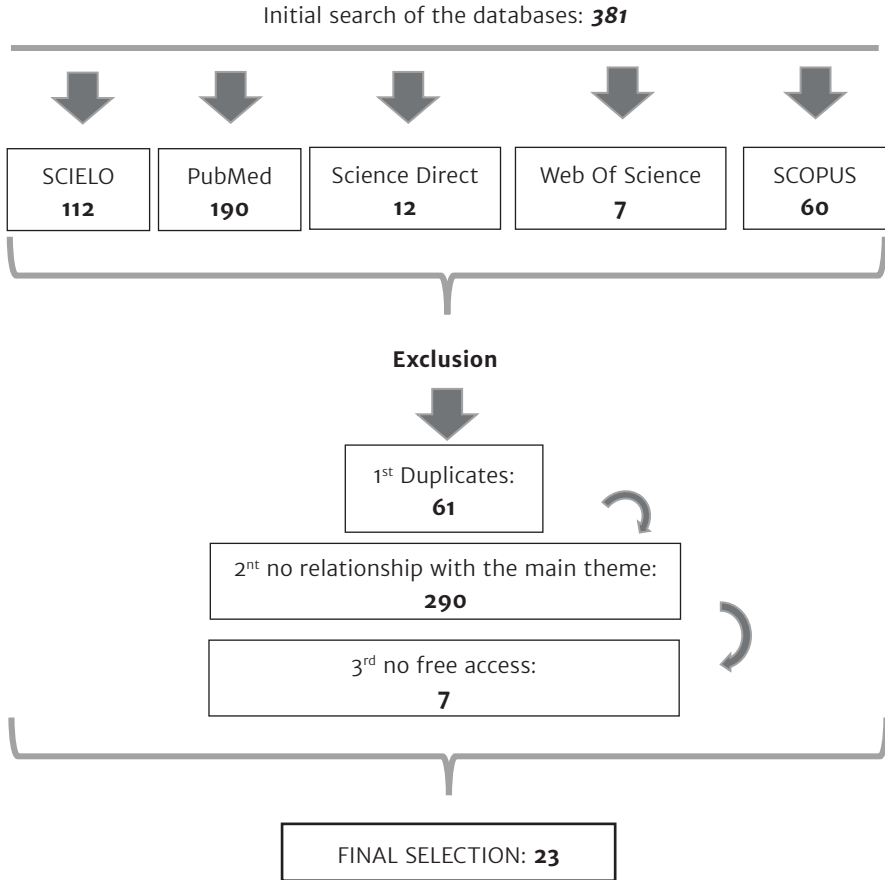 Initial search of the databases: 381
SCIELO
112
PubMed
190
Science Direct
12
Web Of Science
7
SCOPUS
60
Exclusion
1st Duplicates:
61
2nt no relationship with the main theme:
290
3rd no free access:
7
FINAL SELECTION: 23